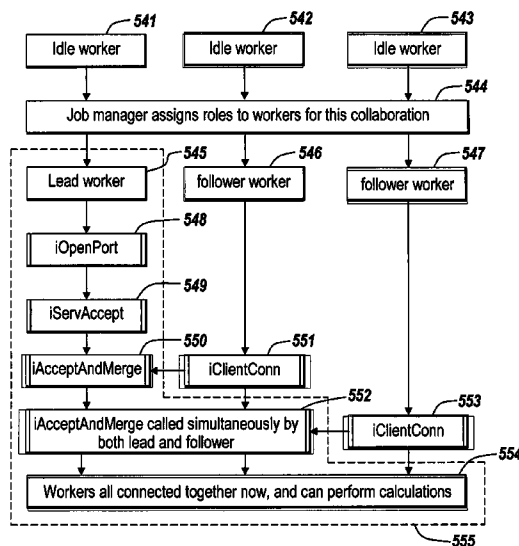 541
542
543
Idle worker
Idle worker
Idle worker
544
Job manager assigns roles to workers for this collaboration
545
546
547
Lead worker
follower worker
follower worker
548
iOpenPort
549
iServAccept
550
551
iAcceptAndMerge
iClientConn
552
553
iAcceptAndMerge called simultaneously by
both lead and follower
iClientConn
554
Workers all connected together now, and can perform calculations
555